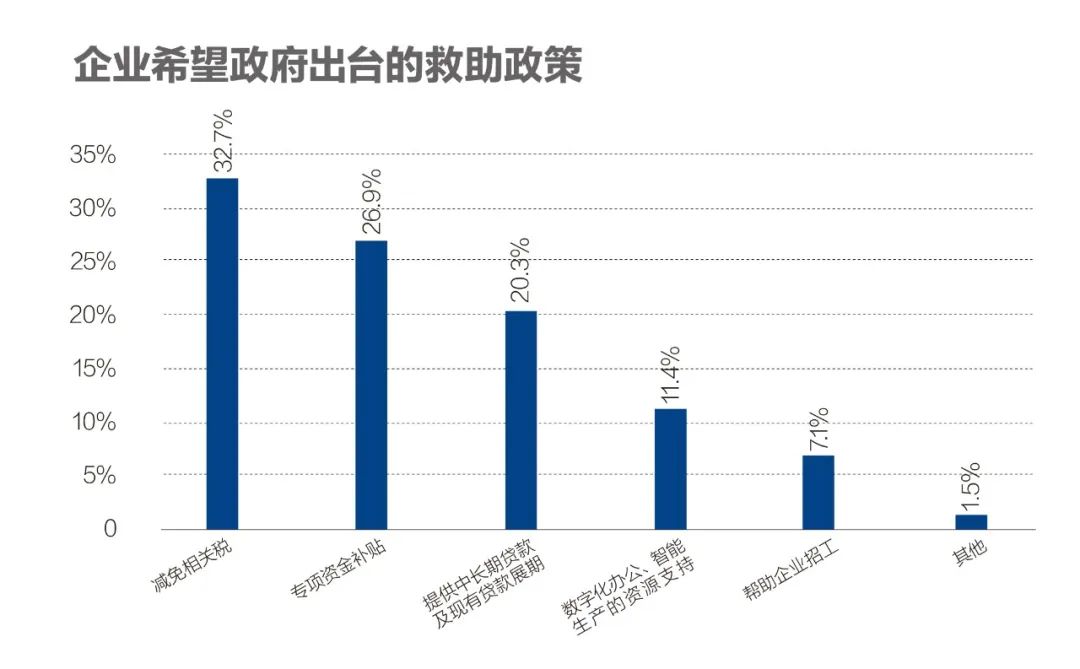 企业希望政府出台的救助政策
35%
30%
25%
20%
15%
10%
5%
0
32.7%
26.9%
20.3%
11.4%
7.1%
1.5%
减免相关税
专项资金补贴
提供中长期贷款
及现有贷款展期
数字化办公、智能
生产的资源支持
帮助企业招工
其他